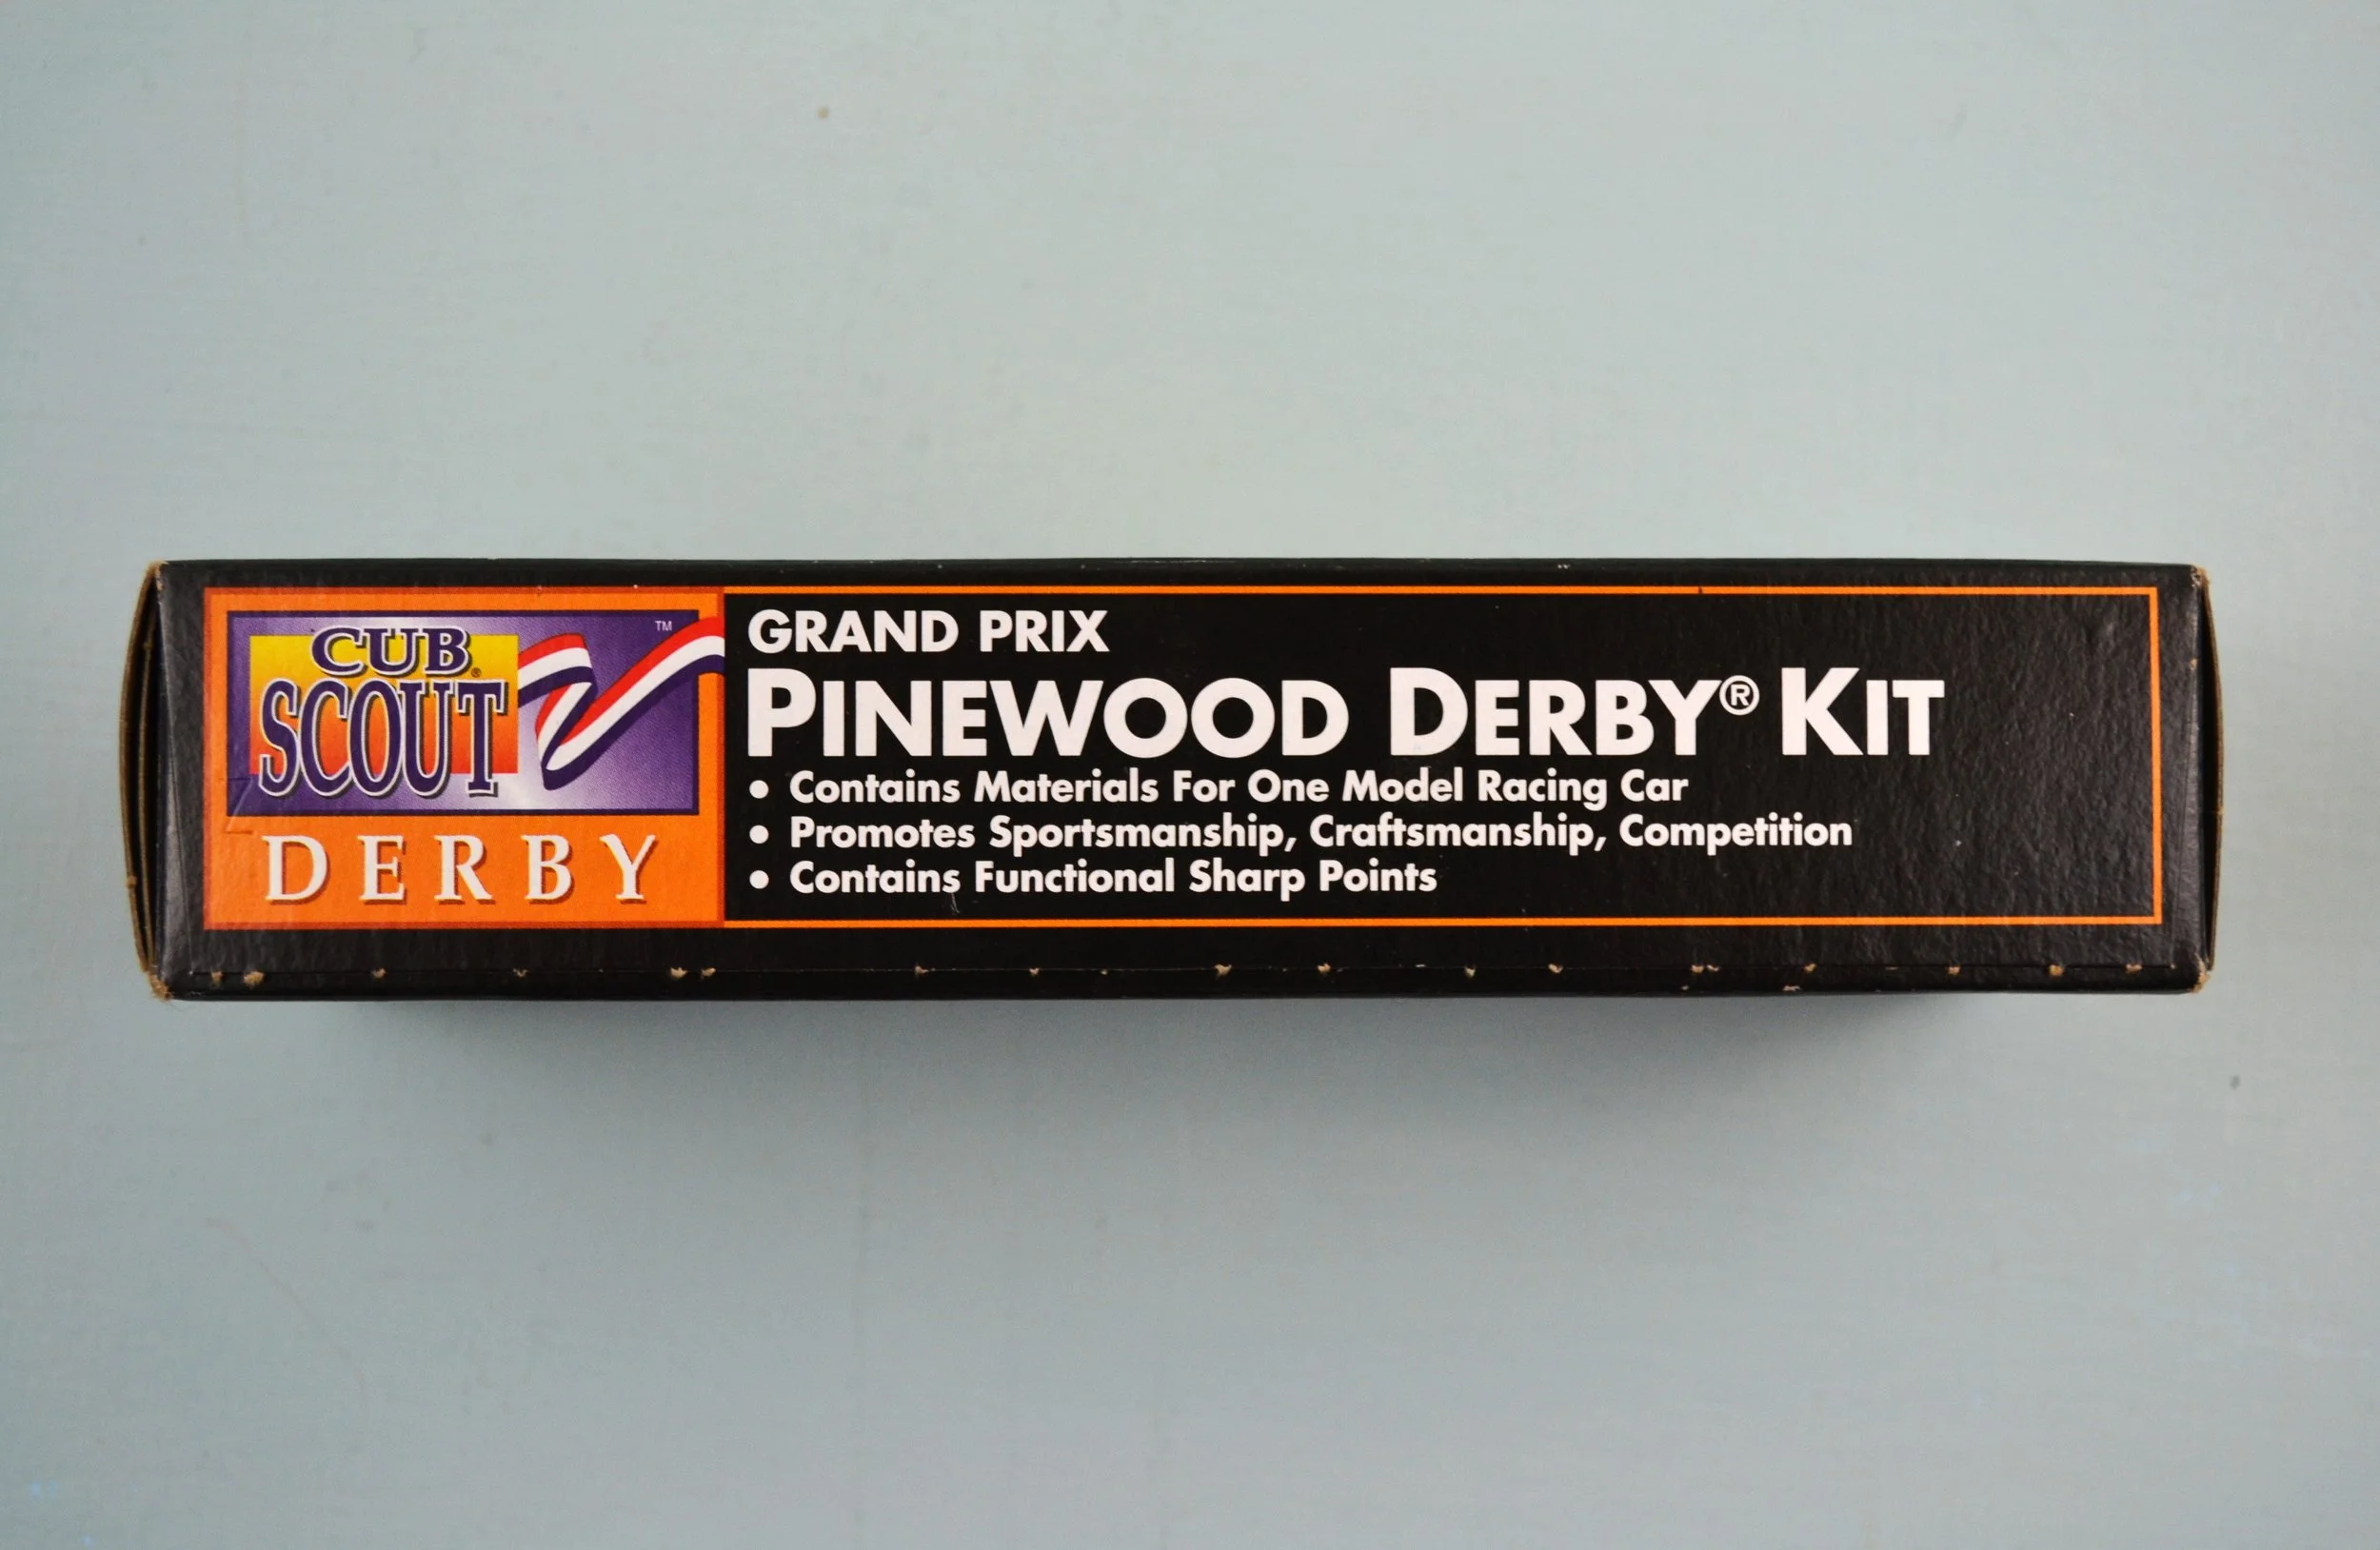 CUB®
SCOUT
™
DERBY
GRAND PRIX
PINEWOOD DERBY® KIT
• Contains Materials For One Model Racing Car
• Promotes Sportsmanship, Craftsmanship, Competition
• Contains Functional Sharp Points